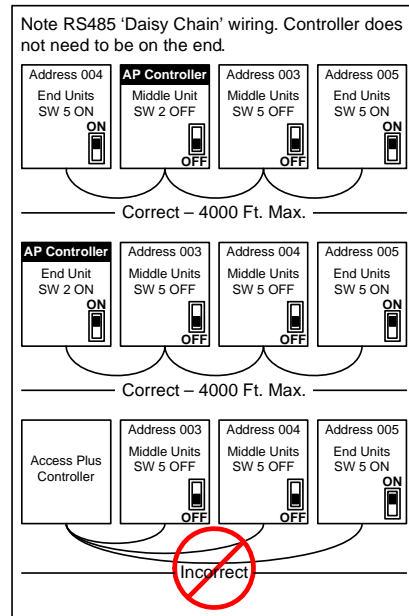 Note RS485 ‘Daisy Chain’ wiring. Controller does
not need to be on the end.
Address 004
End Units
SW 5 ON
ON
AP Controller
Middle Unit
SW 2 OFF
OFF
Address 003
Middle Units
SW 5 OFF
OFF
Address 005
End Units
SW 5 ON
ON
Correct – 4000 Ft. Max.
AP Controller
End Unit
SW 2 ON
ON
Address 003
Middle Units
SW 5 OFF
OFF
Address 004
Middle Units
SW 5 OFF
OFF
Address 005
End Units
SW 5 ON
ON
Correct – 4000 Ft. Max.
Access Plus
Controller
Address 003
Middle Units
SW 5 OFF
OFF
Address 004
Middle Units
SW 5 OFF
OFF
Address 005
End Units
SW 5 ON
ON
Incorrect